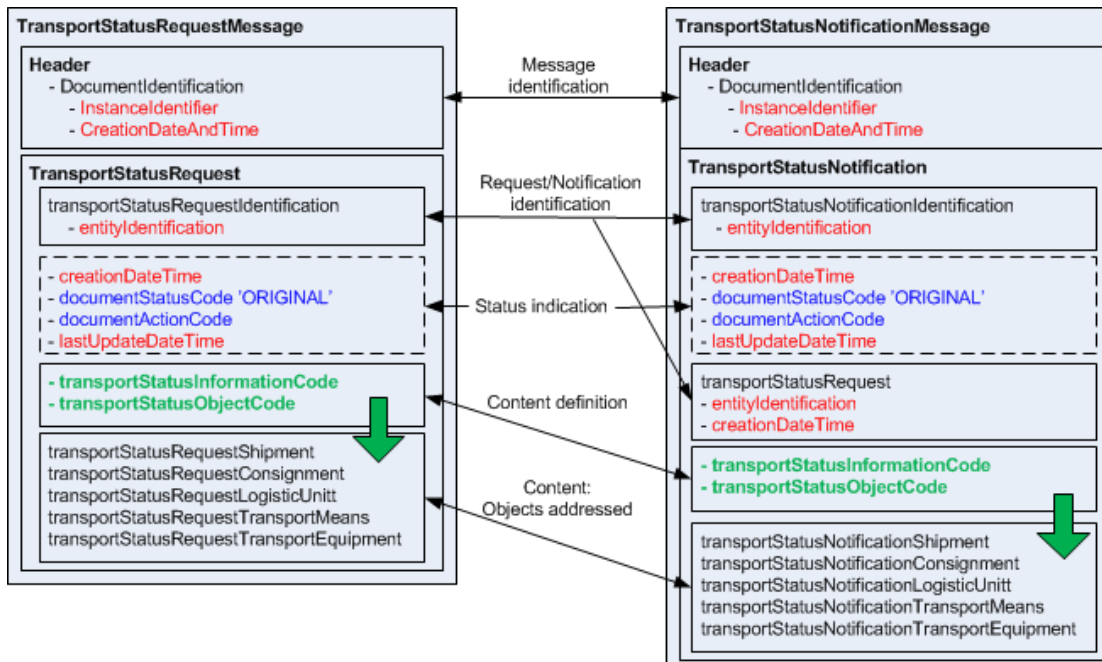 TransportStatusRequestMessage
Header
- DocumentIdentification
- InstanceIdentifier
- CreationDateAndTime
TransportStatusRequest
transportStatusRequestIdentification
- entityIdentification
- creationDateTime
- documentStatusCode 'ORIGINAL'
- documentActionCode
- lastUpdateDateTime
- transportStatusInformationCode
- transportStatusObjectCode
transportStatusRequestShipment
transportStatusRequestConsignment
transportStatusRequestLogisticUnitt
transportStatusRequestTransportMeans
transportStatusRequestTransportEquipment
Message
identification
Request/Notification
identification
Status indication
Content definition
Content:
Objects addressed
TransportStatusNotificationMessage
Header
- DocumentIdentification
- InstanceIdentifier
- CreationDateAndTime
TransportStatusNotification
transportStatusNotificationIdentification
- entityIdentification
- creationDateTime
- documentStatusCode 'ORIGINAL'
- documentActionCode
- lastUpdateDateTime
transportStatusRequest
- entityIdentification
- creationDateTime
- transportStatusInformationCode
- transportStatusObjectCode
transportStatusNotificationShipment
transportStatusNotificationConsignment
transportStatusNotificationLogisticUnitt
transportStatusNotificationTransportMeans
transportStatusNotificationTransportEquipment